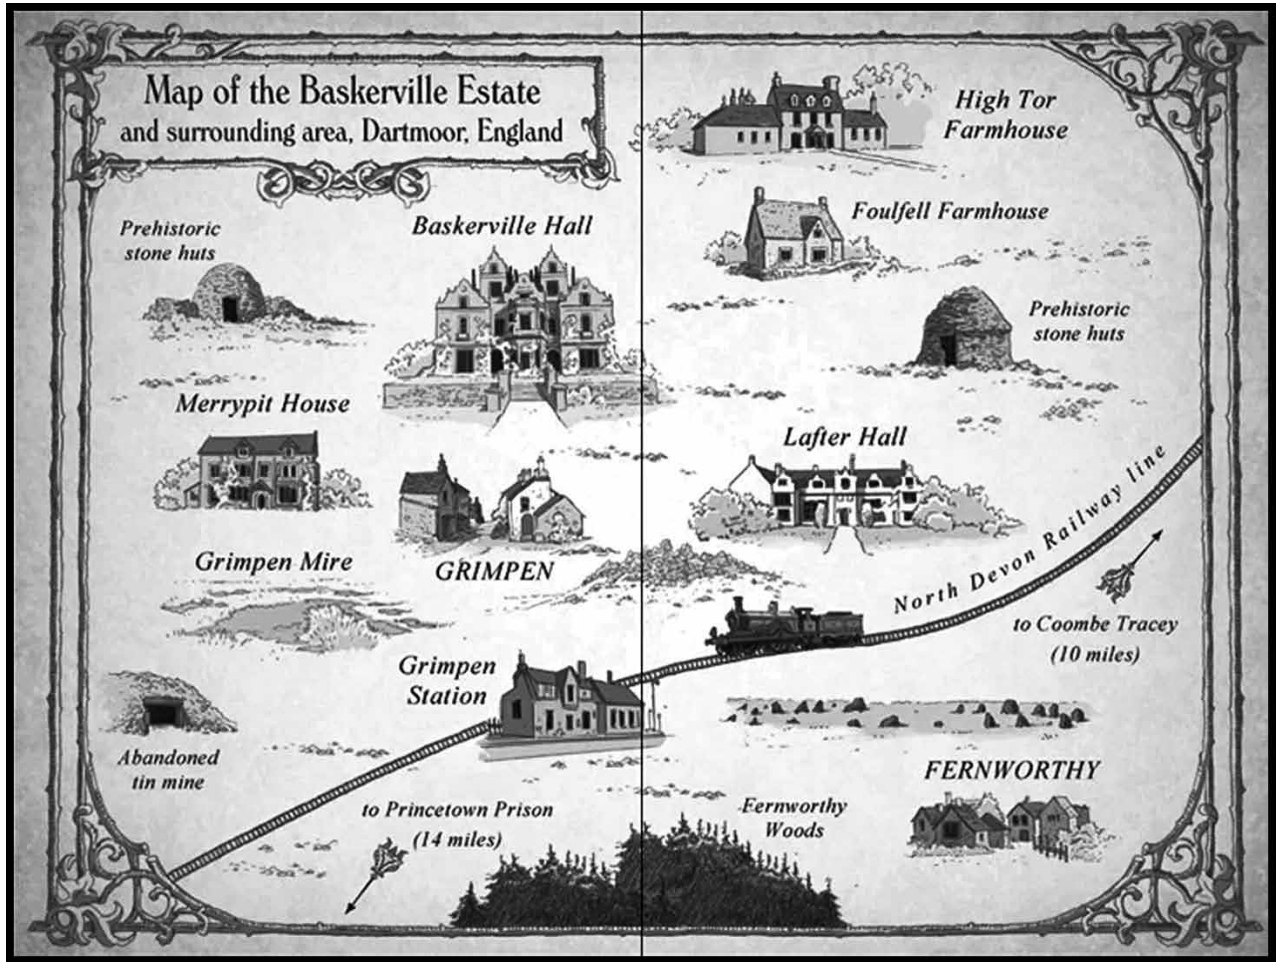 Map of the Baskerville Estate
and surrounding area, Dartmoor, England
High Tor
Farmhouse
Foulfell Farmhouse
Prehistoric
stone huts
Baskerville Hall
Prehistoric
stone huts
Merrypit House
Lafter Hall
North Devon Railway line
Grimpen Mire
GRIMPEN
to Coombe Tracey
(10 miles)
Grimpen
Station
Abandoned
tin mine
FERNWORTHY
to Princetown Prison
(14 miles)
Fernworthy
Woods